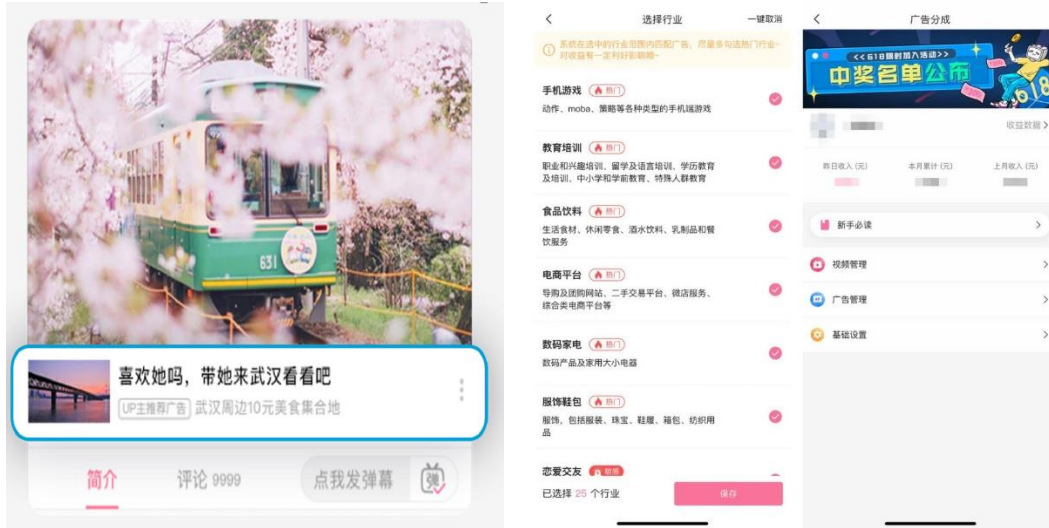 631
喜欢她吗，带她来武汉看看吧
UP主推荐广告 武汉周边10元美食集合地
简介
评论 9999
点我发弹幕
弹
选择行业
一键取消
系统在选中的行业范围内匹配广告，尽量多勾选热门行业~
对收益有一定利好影响哦~
手机游戏 热门
动作、moba、策略等各种类型的手机端游戏
教育培训 热门
职业和兴趣培训、留学及语言培训、学历教育
及培训、中小学和学前教育、特殊人群教育
食品饮料 热门
生活食材、休闲零食、酒水饮料、乳制品和餐
饮服务
电商平台 热门
导购及团购网站、二手交易平台、微店服务、
综合类电商平台等
数码家电 热门
数码产品及家用大小电器
服饰鞋包 热门
服饰，包括服装、珠宝、鞋履、箱包、纺织用
品
恋爱交友 敏感
已选择 25 个行业
保存
广告分成
<<618限时加入活动>>
中奖名单公布
618
收益数据
昨日收入 (元)
本月累计 (元)
上月收入 (元)
新手必读
视频管理
广告管理
基础设置